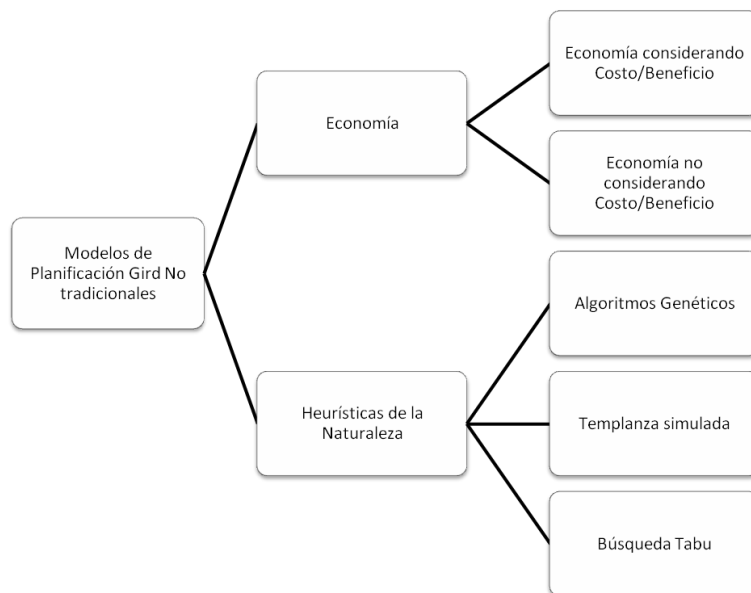 Economía considerando
Costo/Beneficio
Economía
Economía no
considerando
Costo/Beneficio
Modelos de
Planificación Gird No
tradicionales
Algoritmos Genéticos
Heurísticas de la
Naturaleza
Templanza simulada
Búsqueda Tabu